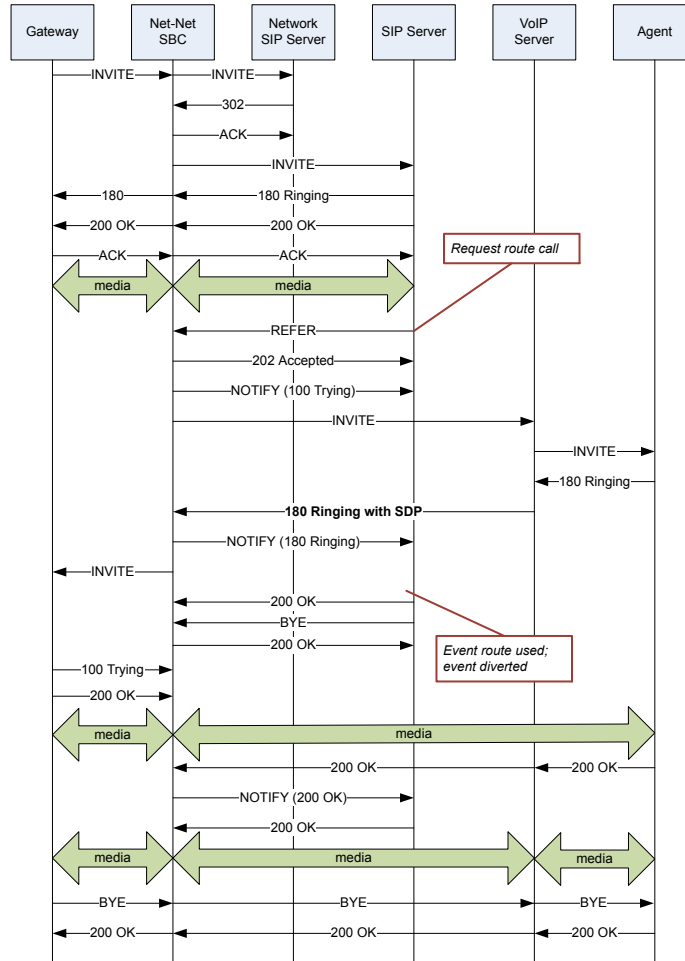 Gateway
Net-Net
SBC
Network
SIP Server
SIP Server
VoIP
Server
Agent
INVITE
INVITE
302
ACK
INVITE
180
180 Ringing
200 OK
200 OK
ACK
ACK
Request route call
media
media
REFER
202 Accepted
NOTIFY (100 Trying)
INVITE
INVITE
180 Ringing
180 Ringing with SDP
NOTIFY (180 Ringing)
INVITE
200 OK
BYE
200 OK
Event route used;
event diverted
100 Trying
200 OK
media
media
200 OK
200 OK
NOTIFY (200 OK)
200 OK
media
media
media
BYE
BYE
BYE
200 OK
200 OK
200 OK